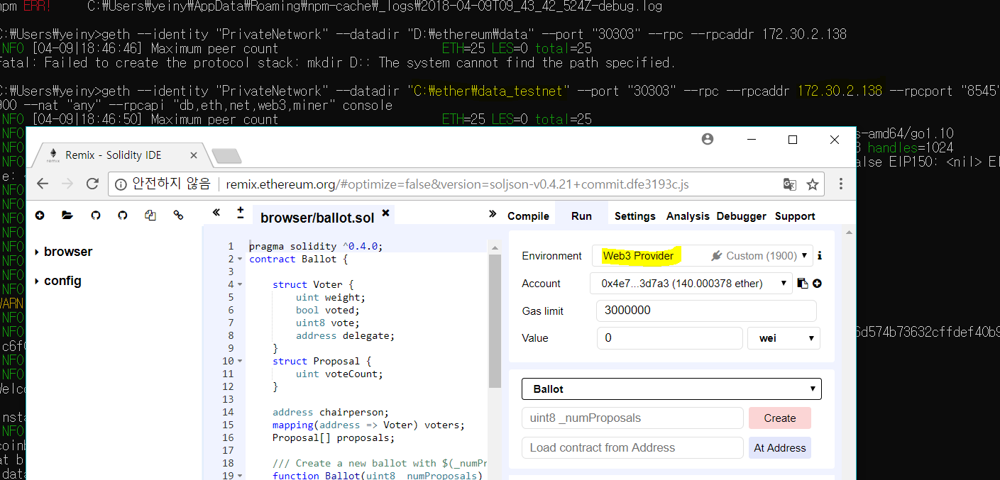 npm ERR!     C:\Users\yeiny\AppData\Roaming\npm-cache\_logs\2018-04-09T09_43_42_524Z-debug.log
C:\Users\yeiny>geth --identity "PrivateNetwork" --datadir "D:\ethereum\data" --port "30303" --rpc --rpcaddr 172.30.2.138
NFO [04-09|18:46:46] Maximum peer count                       ETH=25 LES=0 total=25
Fatal: Failed to create the protocol stack: mkdir D:: The system cannot find the path specified.
C:\Users\yeiny>geth --identity "PrivateNetwork" --datadir "C:\ether\data_testnet" --port "30303" --rpc --rpcaddr 172.30.2.138 --rpcport "8545"
900 --nat "any" --rpcapi "db,eth,net,web3,miner" console
NFO [04-09|18:46:50] Maximum peer count                       ETH=25 LES=0 total=25
NFO s-amd64/go1.10
NFO handles=1024
NFO alse EIP150: <nil>
e:
NFO
NFO
NFO
NFO
NFO
NFO
NFO
NFO
WARN
NFO
NFO 6d574b73632cffdef40b9
NFO
NFO
Welco
nsta
NFO
coinb
at b
data
Remix - Solidity IDE
안전하지 않음 | remix.ethereum.org/#optimize=false&version=soljson-v0.4.21+commit.dfe3193c.js
browser
config
browser/ballot.sol
1 pragma solidity ^0.4.0;
2 contract Ballot {
3
4     struct Voter {
5         uint weight;
6         bool voted;
7         uint8 vote;
8         address delegate;
9     }
10     struct Proposal {
11         uint voteCount;
12     }
13
14     address chairperson;
15     mapping(address => Voter) voters;
16     Proposal[] proposals;
17
18     /// Create a new ballot with $(_numPr
19     function Ballot(uint8 _numProposals)
Compile Run Settings Analysis Debugger Support
Environment Web3 Provider Custom (1900)
Account 0x4e7...3d7a3 (140.000378 ether)
Gas limit 3000000
Value 0 wei
Ballot
uint8 _numProposals Create
Load contract from Address At Address